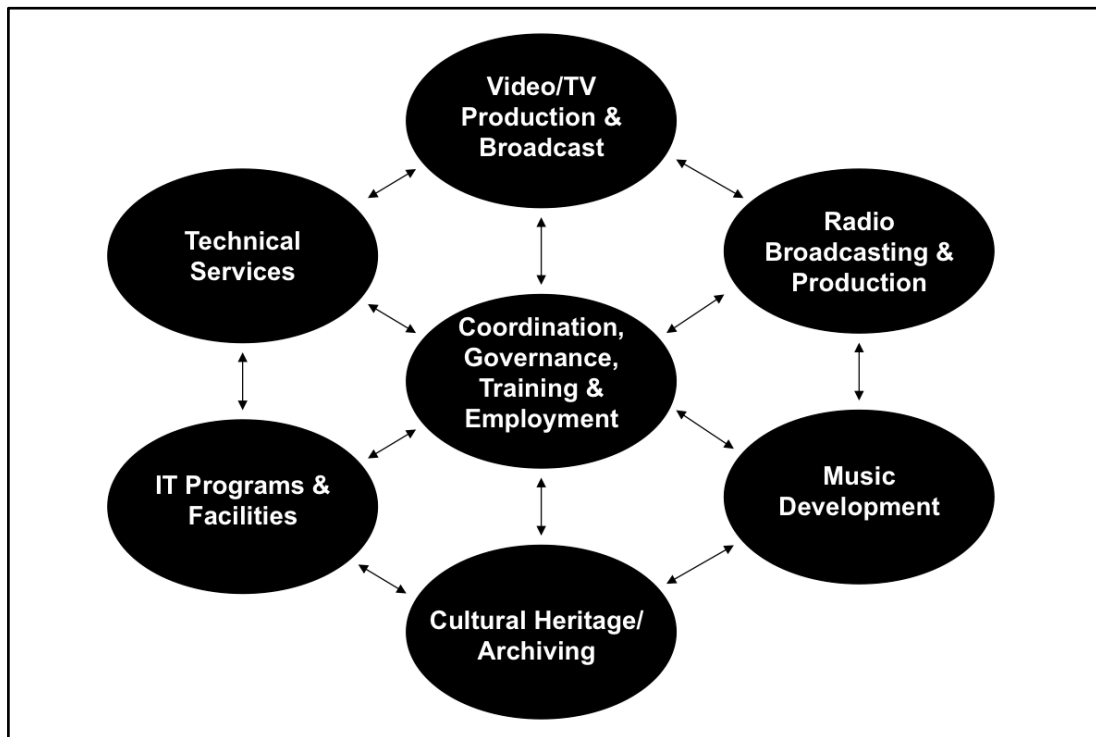 Video/TV
Production &
Broadcast
Technical
Services
Radio
Broadcasting &
Production
Coordination,
Governance,
Training &
Employment
IT Programs &
Facilities
Music
Development
Cultural Heritage/
Archiving